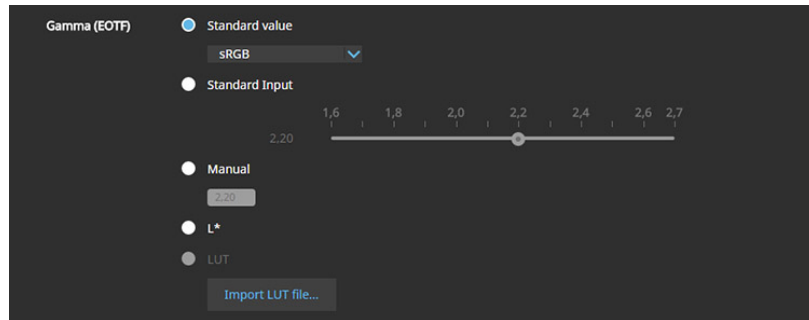 Gamma (EOTF)
Standard value
sRGB
Standard Input
1,6 1,8 2,0 2,2 2,4 2,6 2,7
2,20
Manual
2,20
L*
LUT
Import LUT file...